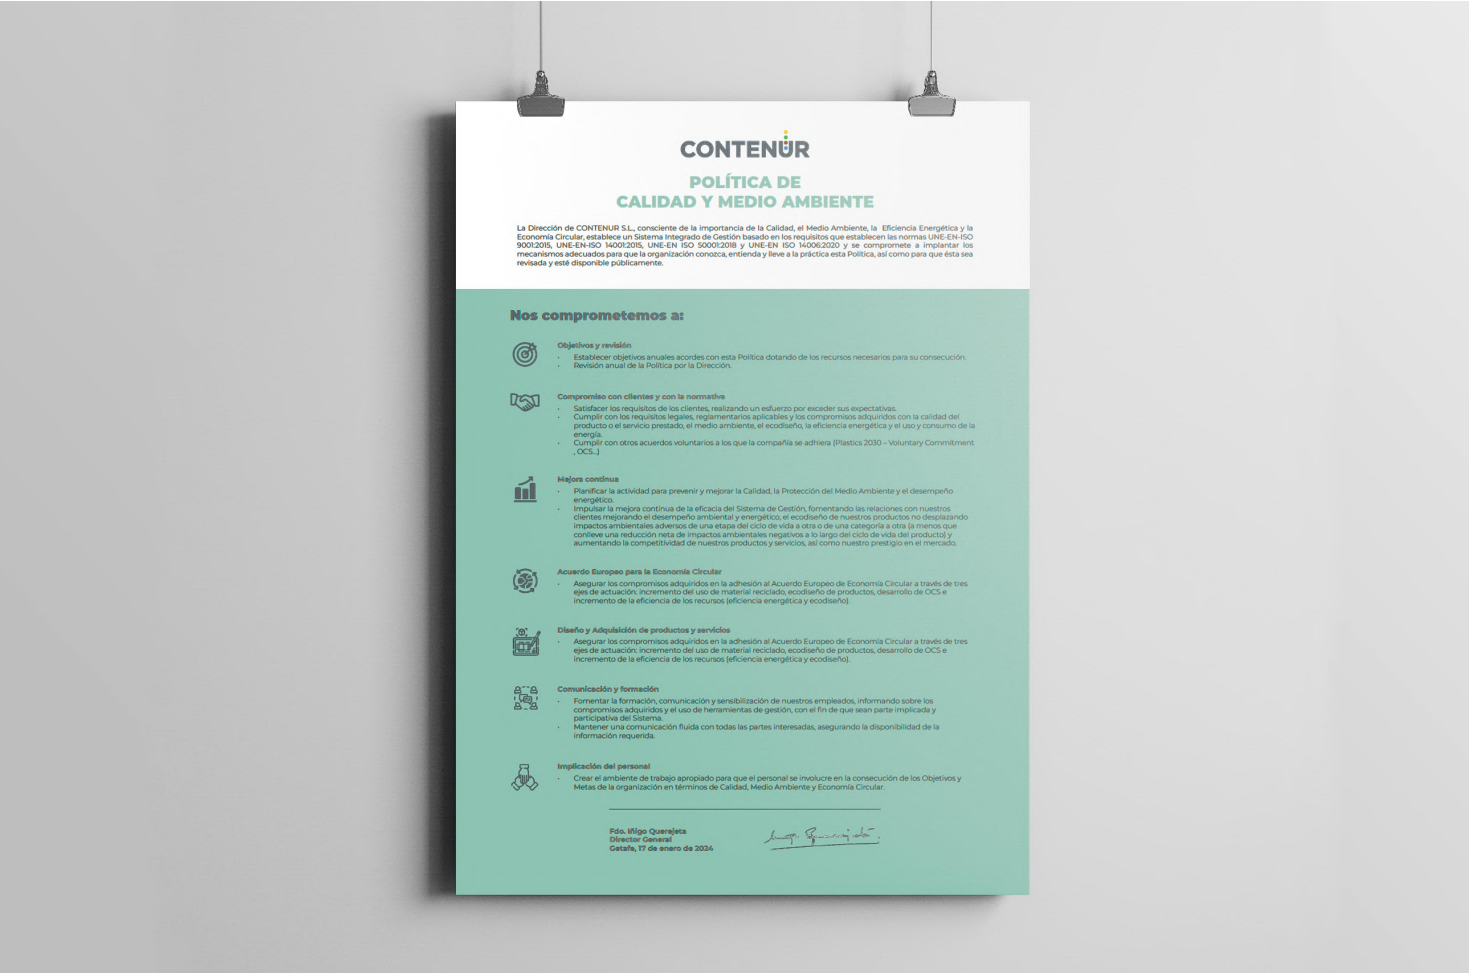 CONTENUR
POLÍTICA DE
CALIDAD Y MEDIO AMBIENTE
La Dirección de CONTENUR S.L., consciente de la importancia de la Calidad, el Medio Ambiente, la Eficiencia Energética y la
Economía Circular, establece un Sistema Integrado de Gestión basado en los requisitos que establecen las normas UNE-EN-ISO
9001:2015, UNE-EN-ISO 14001:2015, UNE-EN ISO 50001:2018 y UNE-EN ISO 14006:2020 y se compromete a implantar los
mecanismos adecuados para que la organización conozca, entienda y lleve a la práctica esta Política, así como para que ésta sea
revisada y esté disponible públicamente.
Nos comprometemos a:
Objetivos y revisión
· Establecer objetivos anuales acordes con esta Política dotando de los recursos necesarios para su consecución.
· Revisión anual de la Política por la Dirección.
Compromiso con clientes y con la normativa
· Satisfacer los requisitos de los clientes, realizando un esfuerzo por exceder sus expectativas.
· Cumplir con los requisitos legales, reglamentarios aplicables y los compromisos adquiridos con la calidad del
producto o el servicio prestado, el medio ambiente, el ecodiseño, la eficiencia energética y el uso y consumo de la
energía.
· Cumplir con otros acuerdos voluntarios a los que la compañía se adhiera (Plastics 2030 – Voluntary Commitment
, OCS...)
Mejora continua
· Planificar la actividad para prevenir y mejorar la Calidad, la Protección del Medio Ambiente y el desempeño
energético.
· Impulsar la mejora continua de la eficacia del Sistema de Gestión, fomentando las relaciones con nuestros
clientes mejorando el desempeño ambiental y energético, el ecodiseño de nuestros productos no desplazando
impactos ambientales adversos de una etapa del ciclo de vida a otra o de una categoría a otra (a menos que
conlleve una reducción neta de impactos ambientales negativos a lo largo del ciclo de vida del producto) y
aumentando la competitividad de nuestros productos y servicios, así como nuestro prestigio en el mercado.
Acuerdo Europeo para la Economía Circular
· Asegurar los compromisos adquiridos en la adhesión al Acuerdo Europeo de Economía Circular a través de tres
ejes de actuación: incremento del uso de material reciclado, ecodiseño de productos, desarrollo de OCS e
incremento de la eficiencia de los recursos (eficiencia energética y ecodiseño).
Diseño y Adquisición de productos y servicios
· Asegurar los compromisos adquiridos en la adhesión al Acuerdo Europeo de Economía Circular a través de tres
ejes de actuación: incremento del uso de material reciclado, ecodiseño de productos, desarrollo de OCS e
incremento de la eficiencia de los recursos (eficiencia energética y ecodiseño).
Comunicación y formación
· Fomentar la formación, comunicación y sensibilización de nuestros empleados, informando sobre los
compromisos adquiridos y el uso de herramientas de gestión, con el fin de que sean parte implicada y
participativa del Sistema.
· Mantener una comunicación fluida con todas las partes interesadas, asegurando la disponibilidad de la
información requerida.
Implicación del personal
· Crear el ambiente de trabajo apropiado para que el personal se involucre en la consecución de los Objetivos y
Metas de la organización en términos de Calidad, Medio Ambiente y Economía Circular.
Fdo. Iñigo Querejeta
Director General
Getafe, 17 de enero de 2024